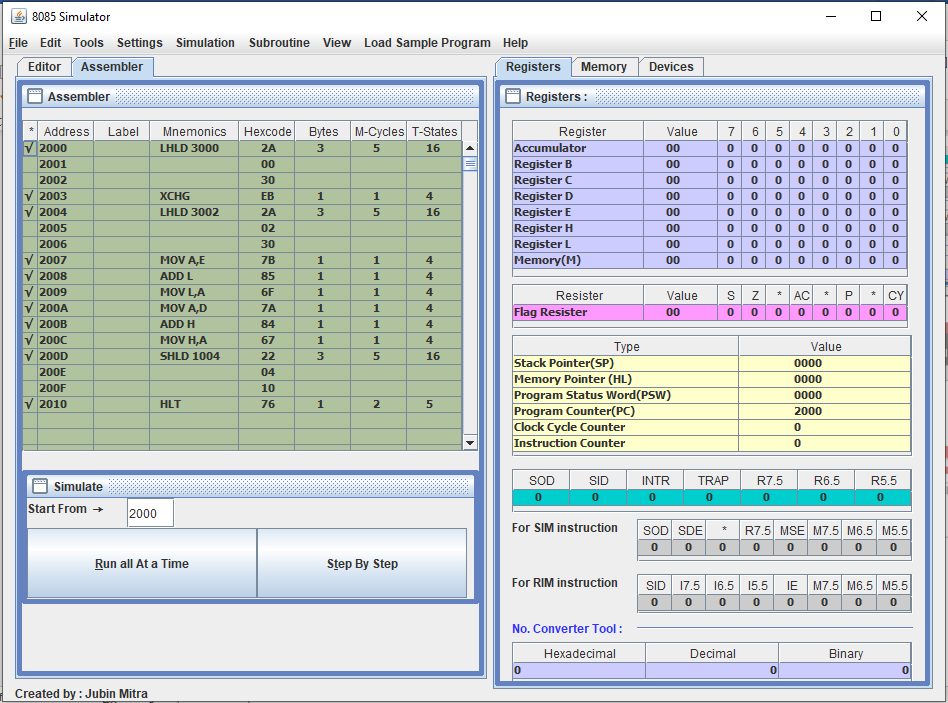 8085 Simulator
File Edit Tools Settings Simulation Subroutine View Load Sample Program Help
Editor Assembler
Assembler
* Address Label Mnemonics Hexcode Bytes M-Cycles T-States
√ 2000 LHLD 3000 2A 3 5 16
2001 00
2002 30
√ 2003 XCHG EB 1 1 4
√ 2004 LHLD 3002 2A 3 5 16
2005 02
2006 30
√ 2007 MOV A,E 7B 1 1 4
√ 2008 ADD L 85 1 1 4
√ 2009 MOV L,A 6F 1 1 4
√ 200A MOV A,D 7A 1 1 4
√ 200B ADD H 84 1 1 4
√ 200C MOV H,A 67 1 1 4
√ 200D SHLD 1004 22 3 5 16
200E 04
200F 10
√ 2010 HLT 76 1 2 5
Simulate
Start From → 2000
Run all At a Time Step By Step
Created by : Jubin Mitra
Registers Memory Devices
Registers :
Register Value 7 6 5 4 3 2 1 0
Accumulator 00 0 0 0 0 0 0 0 0
Register B 00 0 0 0 0 0 0 0 0
Register C 00 0 0 0 0 0 0 0 0
Register D 00 0 0 0 0 0 0 0 0
Register E 00 0 0 0 0 0 0 0 0
Register H 00 0 0 0 0 0 0 0 0
Register L 00 0 0 0 0 0 0 0 0
Memory(M) 00 0 0 0 0 0 0 0 0
Resister Value S Z * AC * P * CY
Flag Resister 00 0 0 0 0 0 0 0 0
Type Value
Stack Pointer(SP) 0000
Memory Pointer (HL) 0000
Program Status Word(PSW) 0000
Program Counter(PC) 2000
Clock Cycle Counter 0
Instruction Counter 0
SOD SID INTR TRAP R7.5 R6.5 R5.5
0 0 0 0 0 0 0
For SIM instruction SOD SDE * R7.5 MSE M7.5 M6.5 M5.5
0 0 0 0 0 0 0 0
For RIM instruction SID I7.5 I6.5 I5.5 IE M7.5 M6.5 M5.5
0 0 0 0 0 0 0 0
No. Converter Tool :
Hexadecimal Decimal Binary
0 0 0